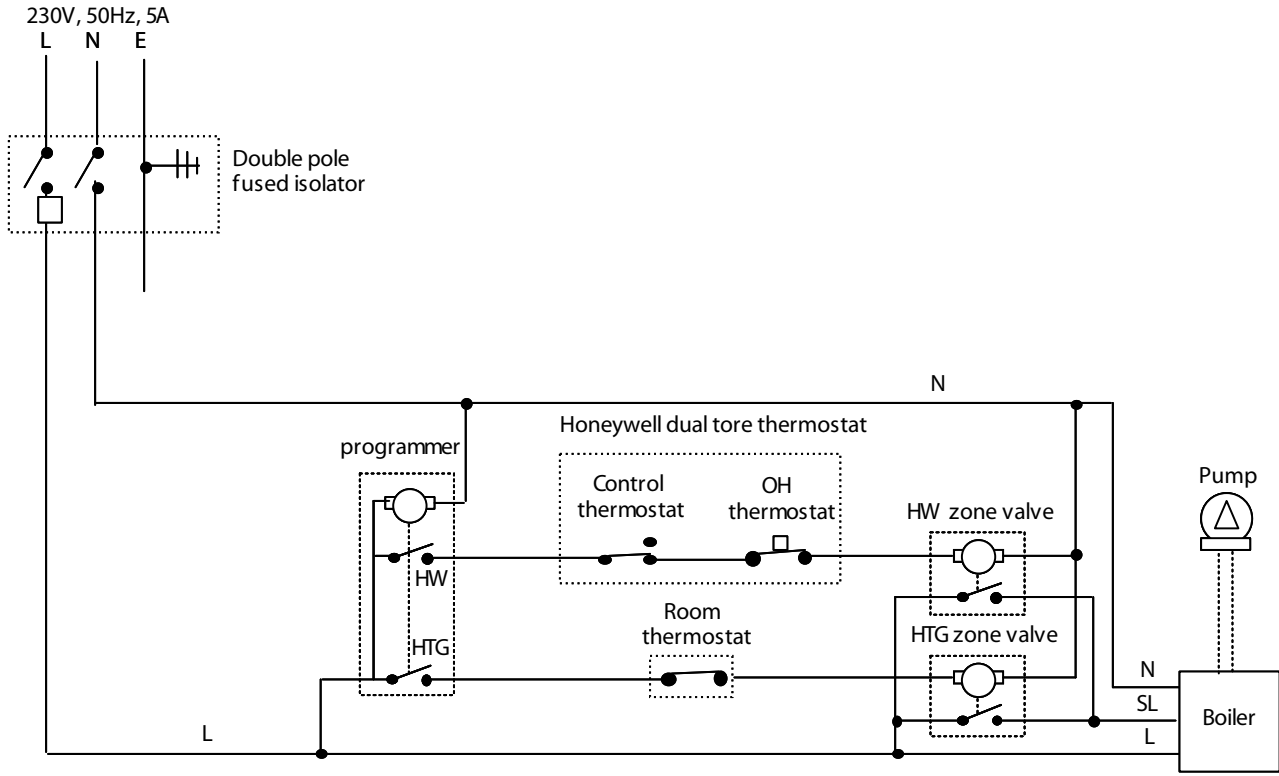 230V, 50Hz, 5A
L N E
Double pole
fused isolator
N
Honeywell dual tore thermostat
programmer
Control
thermostat
OH
thermostat
HW zone valve
Pump
HW
Room
thermostat
HTG zone valve
HTG
N
SL
L
Boiler
L